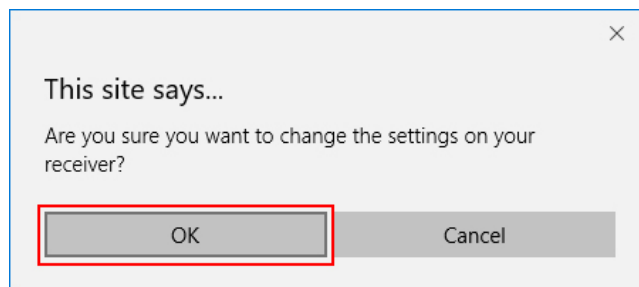 This site says...
Are you sure you want to change the settings on your
receiver?
OK
Cancel